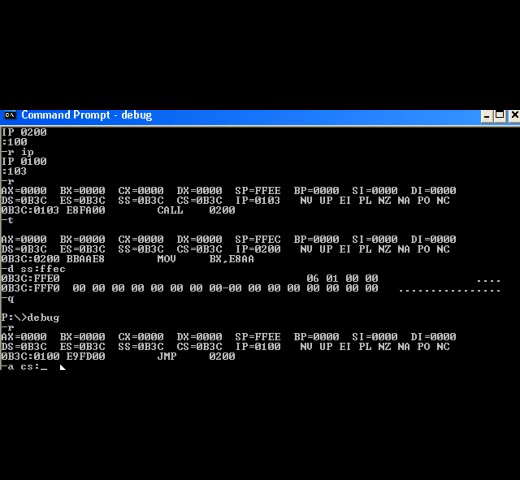 Command Prompt - debug
IP 0200
:100
-r ip
IP 0100
:103
-r
AX=0000 BX=0000 CX=0000 DX=0000 SP=FFEE BP=0000 SI=0000 DI=0000
DS=0B3C ES=0B3C SS=0B3C CS=0B3C IP=0103 NV UP EI PL NZ NA PO NC
0B3C:0103 E8FA00 CALL 0200
-t
AX=0000 BX=0000 CX=0000 DX=0000 SP=FFEC BP=0000 SI=0000 DI=0000
DS=0B3C ES=0B3C SS=0B3C CS=0B3C IP=0200 NV UP EI PL NZ NA PO NC
0B3C:0200 BBAAE8 MOV BX,E8AA
-d ss:ffec
0B3C:FFE0 06 01 00 00 ....
0B3C:FFF0 00 00 00 00 00 00 00 00-00 00 00 00 00 00 00 00 ................
-q
P:\>debug
-r
AX=0000 BX=0000 CX=0000 DX=0000 SP=FFEE BP=0000 SI=0000 DI=0000
DS=0B3C ES=0B3C SS=0B3C CS=0B3C IP=0100 NV UP EI PL NZ NA PO NC
0B3C:0100 E9FD00 JMP 0200
-a cs:_